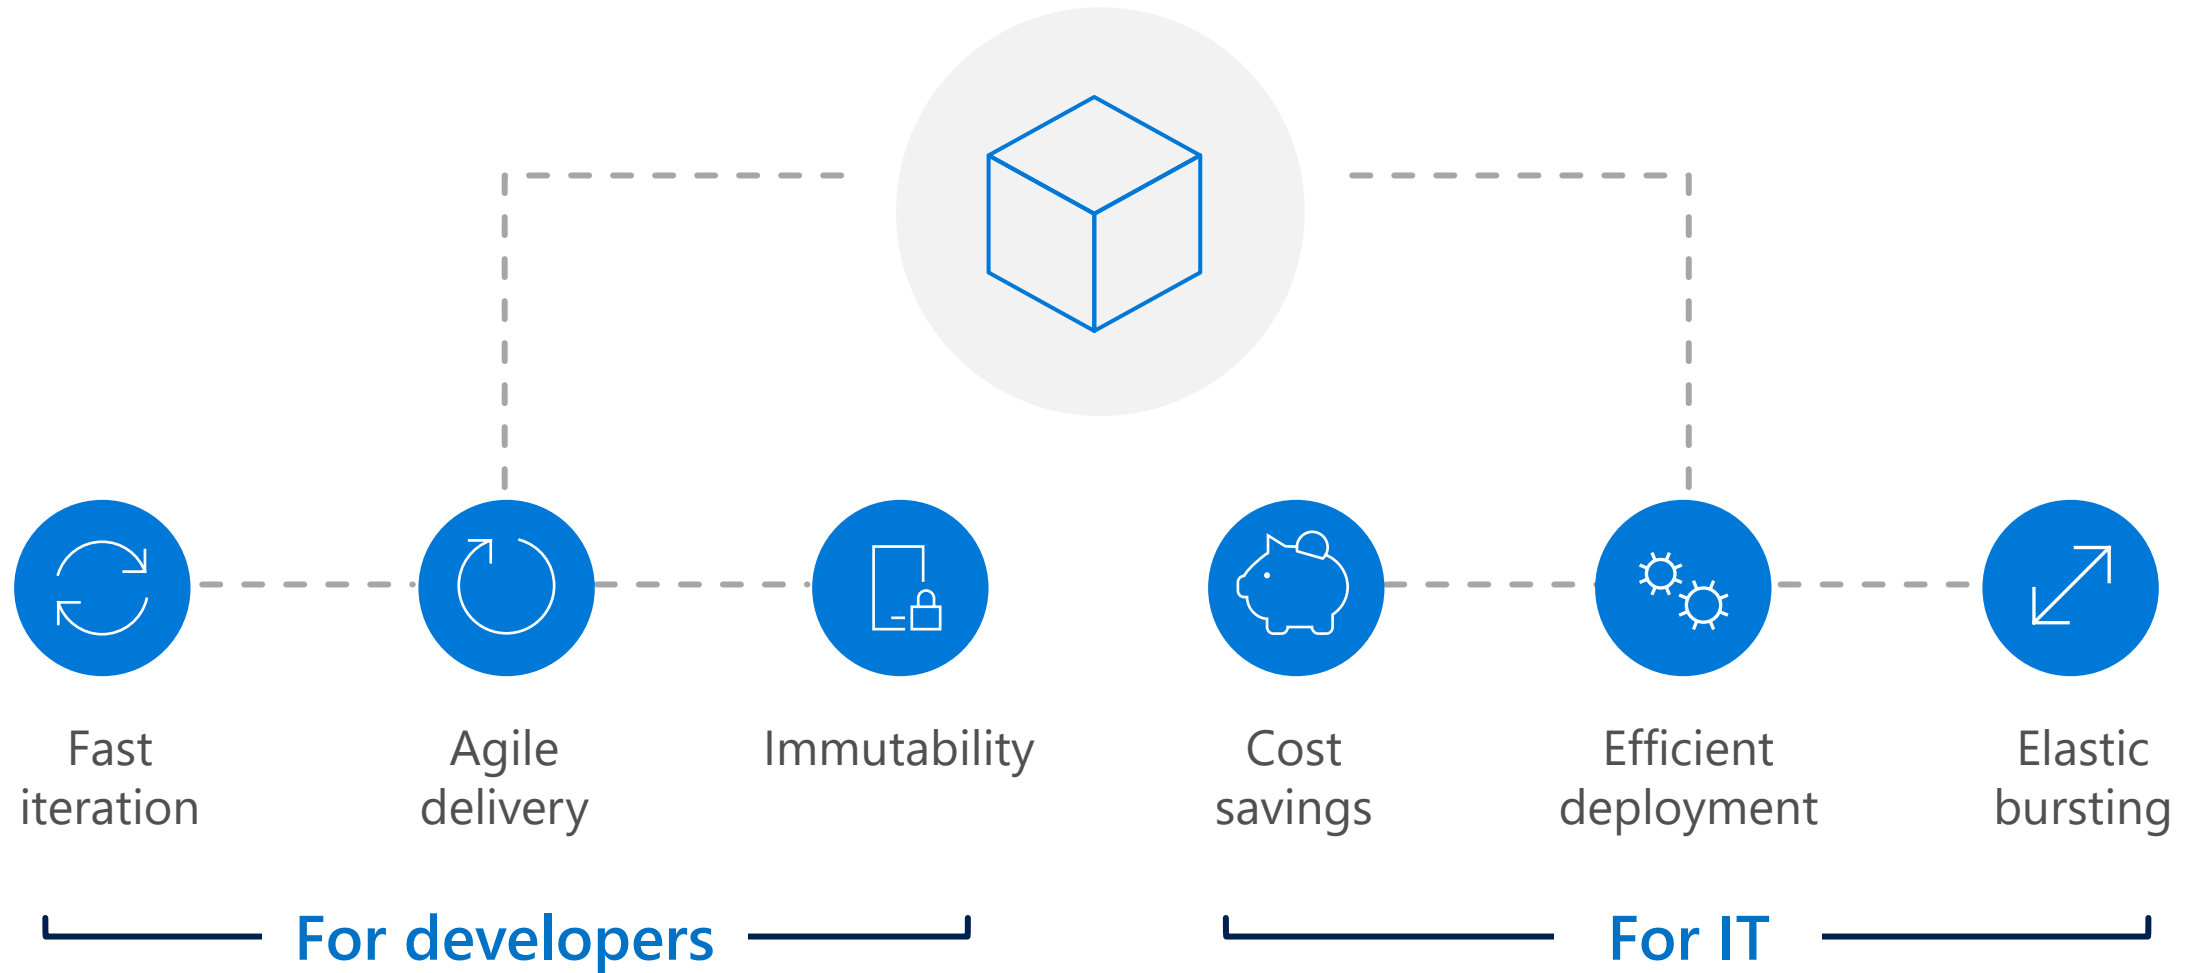 Fast
iteration
Agile
delivery
Immutability
Cost
savings
Efficient
deployment
Elastic
bursting
For developers
For IT